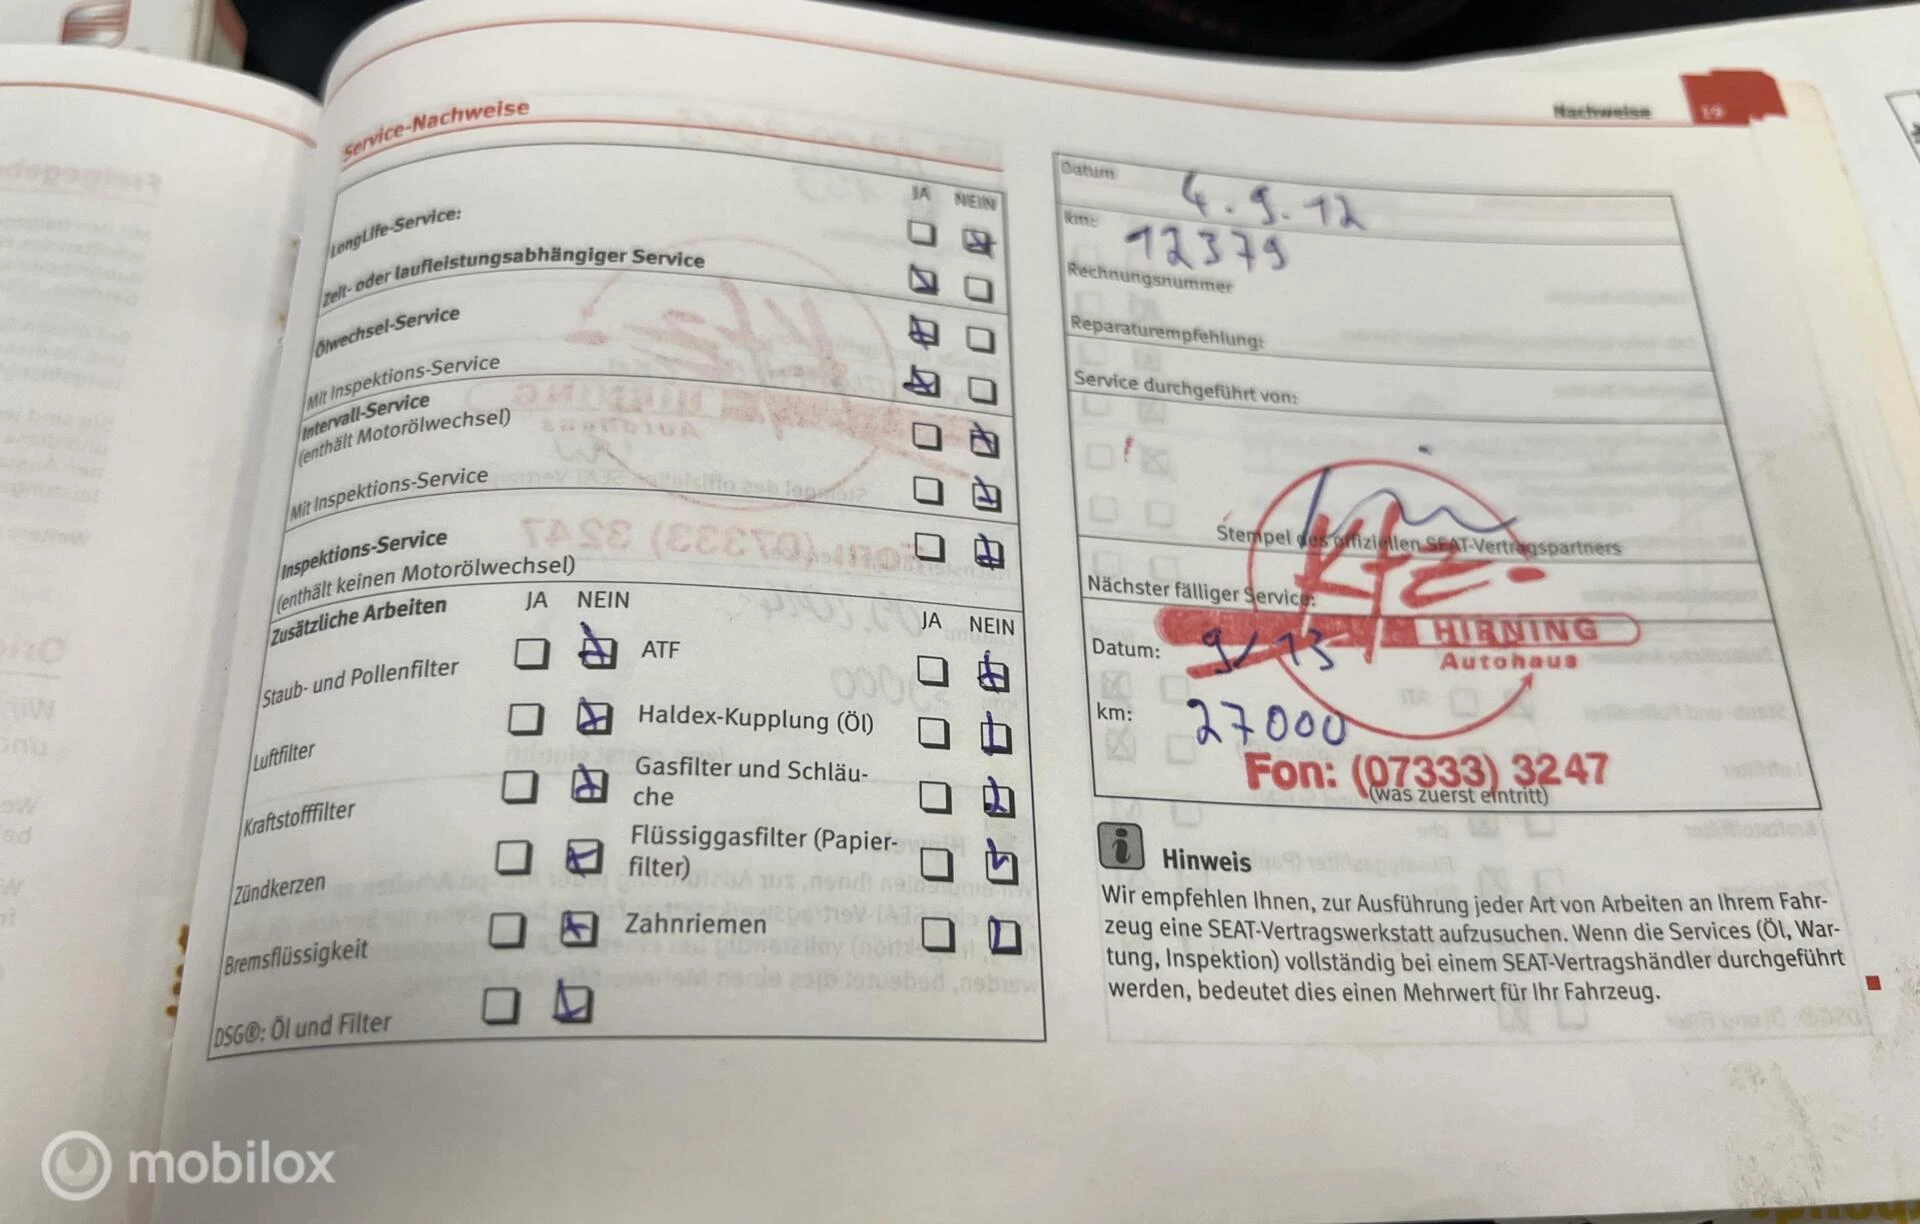 Nachweise
19
Service-Nachweise
JA NEIN
LongLife-Service:
Zeit- oder laufleistungsabhängiger Service
Ölwechsel-Service
Mit Inspektions-Service
Intervall-Service
(enthält Motorölwechsel)
Mit Inspektions-Service
Inspektions-Service
(enthält keinen Motorölwechsel)
Zusätzliche Arbeiten JA NEIN JA NEIN
Staub- und Pollenfilter ATF
Luftfilter Haldex-Kupplung (Öl)
Kraftstofffilter Gasfilter und Schläu-
che
Zündkerzen Flüssiggasfilter (Papier-
filter)
Bremsflüssigkeit Zahnriemen
DSG®: Öl und Filter
Datum 4.9.12
km: 12379
Rechnungsnummer
Reparaturempfehlung:
Service durchgeführt von:
Stempel des offiziellen SEAT-Vertragspartners
Kfz.
Nächster fälliger Service:
HIRNING
Autohaus
Datum: 9/13
km: 27000
Fon: (07333) 3247
(was zuerst eintritt)
Hinweis
Wir empfehlen Ihnen, zur Ausführung jeder Art von Arbeiten an Ihrem Fahr-
zeug eine SEAT-Vertragswerkstatt aufzusuchen. Wenn die Services (Öl, War-
tung, Inspektion) vollständig bei einem SEAT-Vertragshändler durchgeführt
werden, bedeutet dies einen Mehrwert für Ihr Fahrzeug.
mobilox